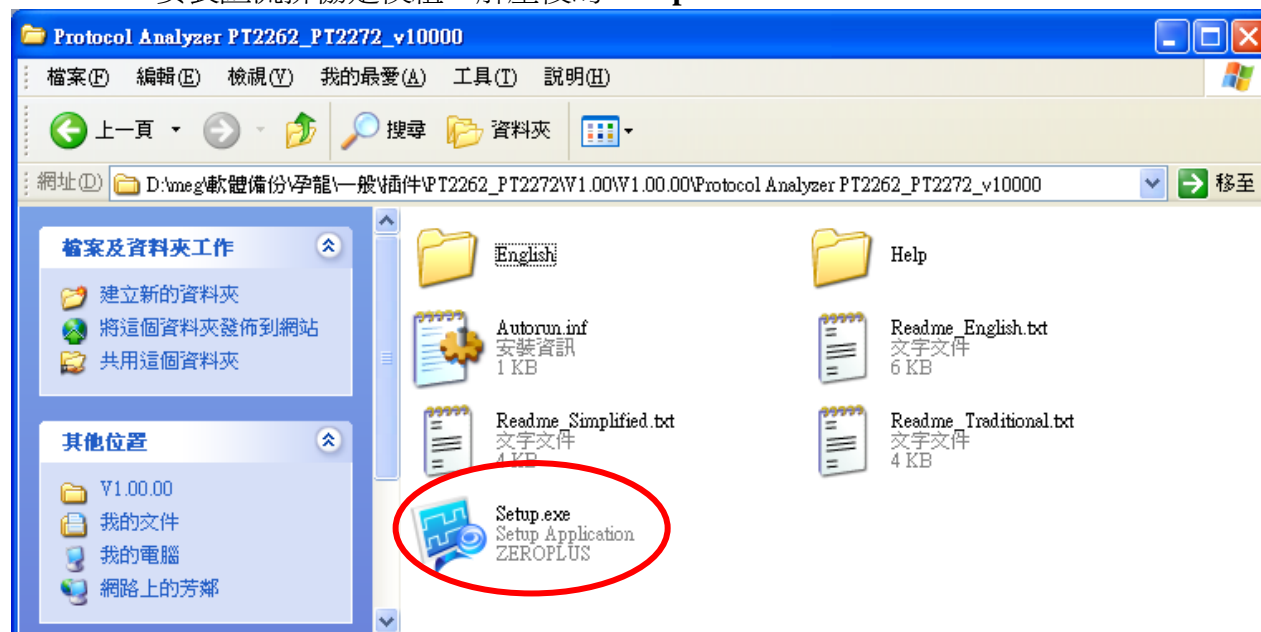 Protocol Analyzer PT2262_PT2272_v10000
檔案(F) 編輯(E) 檢視(V) 我的最愛(A) 工具(T) 說明(H)
上一頁 搜尋 資料夾
網址(D) D:\meg\軟體備份\孕龍\一般\插件\PT2262_PT2272\V1.00\V1.00.00\Protocol Analyzer PT2262_PT2272_v10000 移至
檔案及資料夾工作
建立新的資料夾
將這個資料夾發佈到網站
共用這個資料夾
其他位置
V1.00.00
我的文件
我的電腦
網路上的芳鄰
English
Help
Autorun.inf
安裝資訊
1 KB
Readme_English.txt
文字文件
6 KB
Readme_Simplified.txt
文字文件
4 KB
Readme_Traditional.txt
文字文件
4 KB
Setup.exe
Setup Application
ZEROPLUS